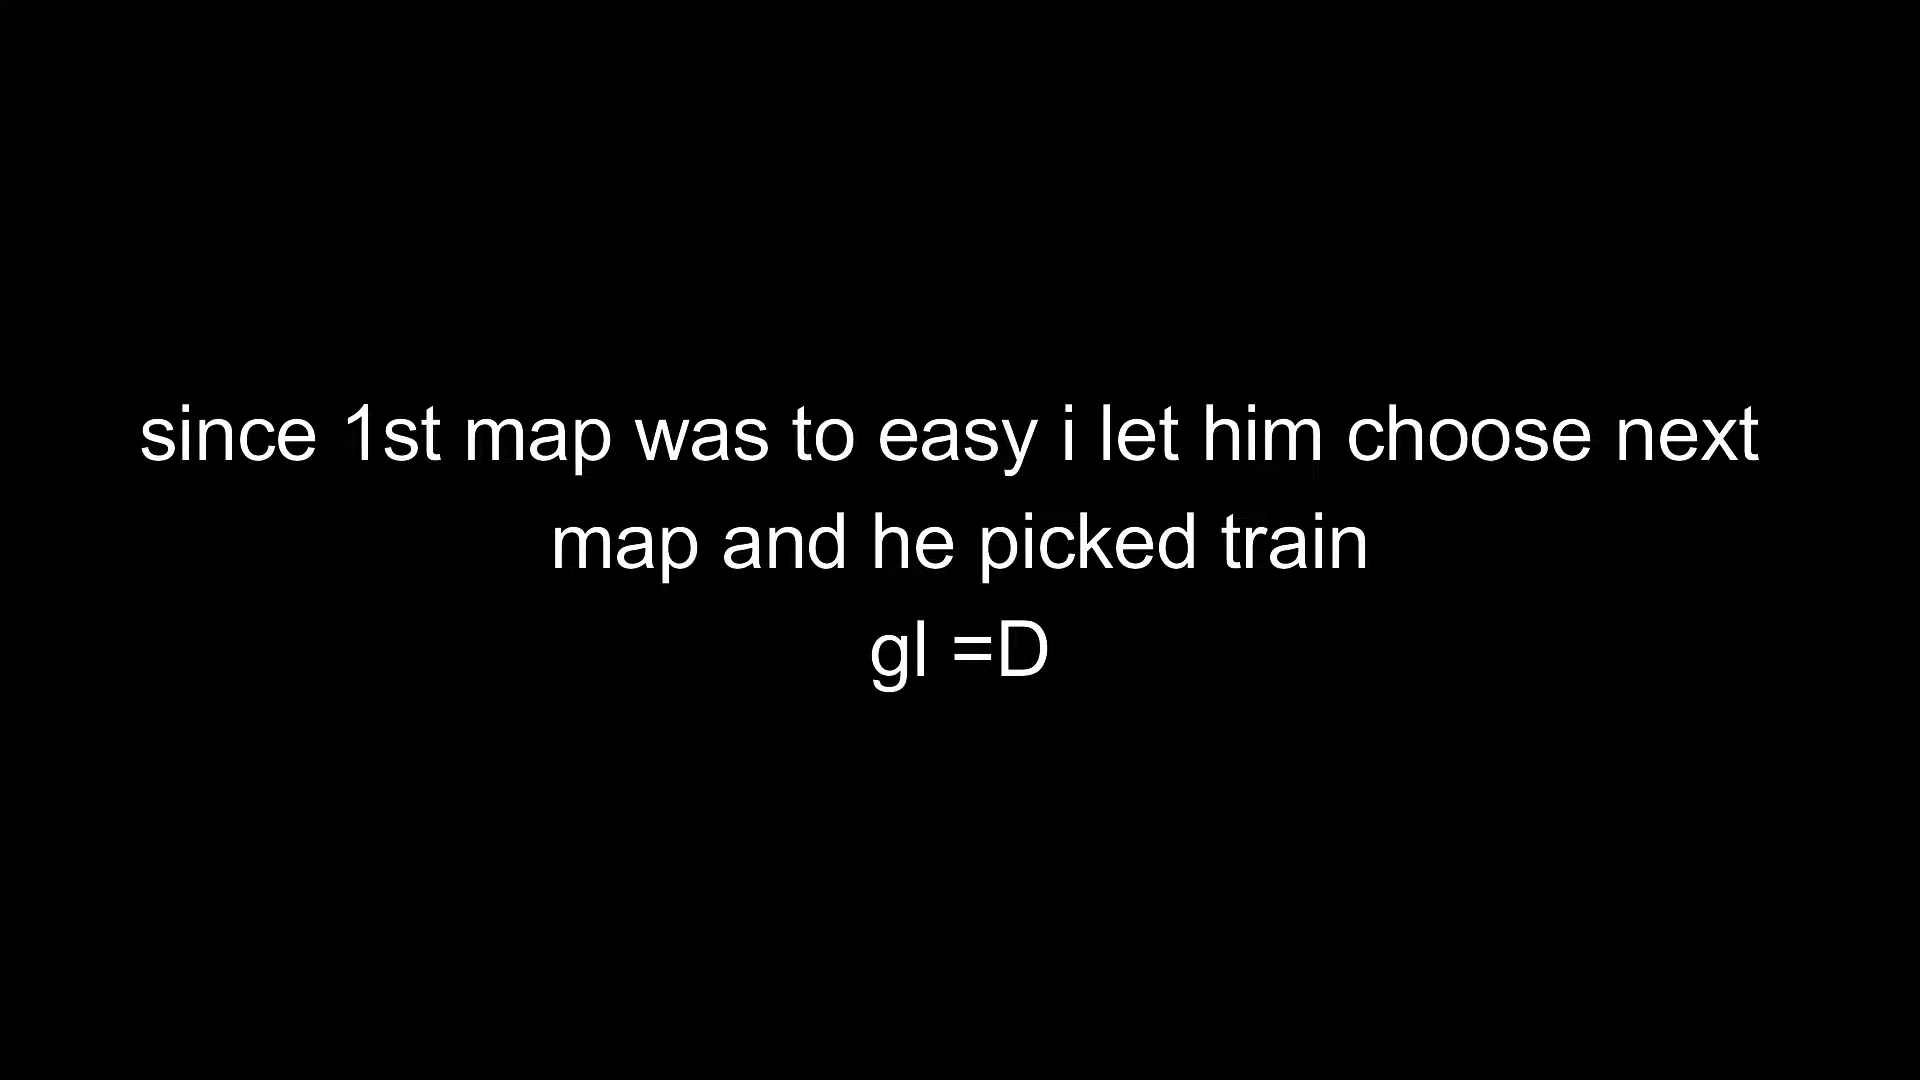 since 1st map was to easy i let him choose next
map and he picked train
gl =D